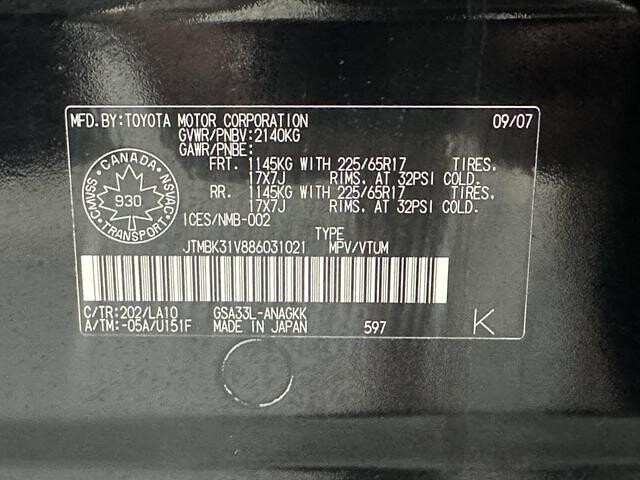 MFD.BY:TOYOTA MOTOR CORPORATION 09/07
GVWR/PNBV:2140KG
GAWR/PNBE:
FRT. 1145KG WITH 225/65R17 TIRES,
17X7J RIMS, AT 32PSI COLD.
RR. 1145KG WITH 225/65R17 TIRES,
17X7J RIMS, AT 32PSI COLD.
CANADA
CMVSS NSVAC
930
TRANSPORT
ICES/NMB-002
TYPE
JTMBK31V886031021 MPV/VTUM
C/TR:202/LA10 GSA33L-ANAGKK
A/TM:-05A/U151F MADE IN JAPAN 597 K